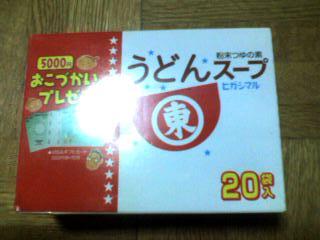 5000円
おこづかい
プレゼ
粉末つゆの素
うどんスープ
ヒガシマル
東
20袋入